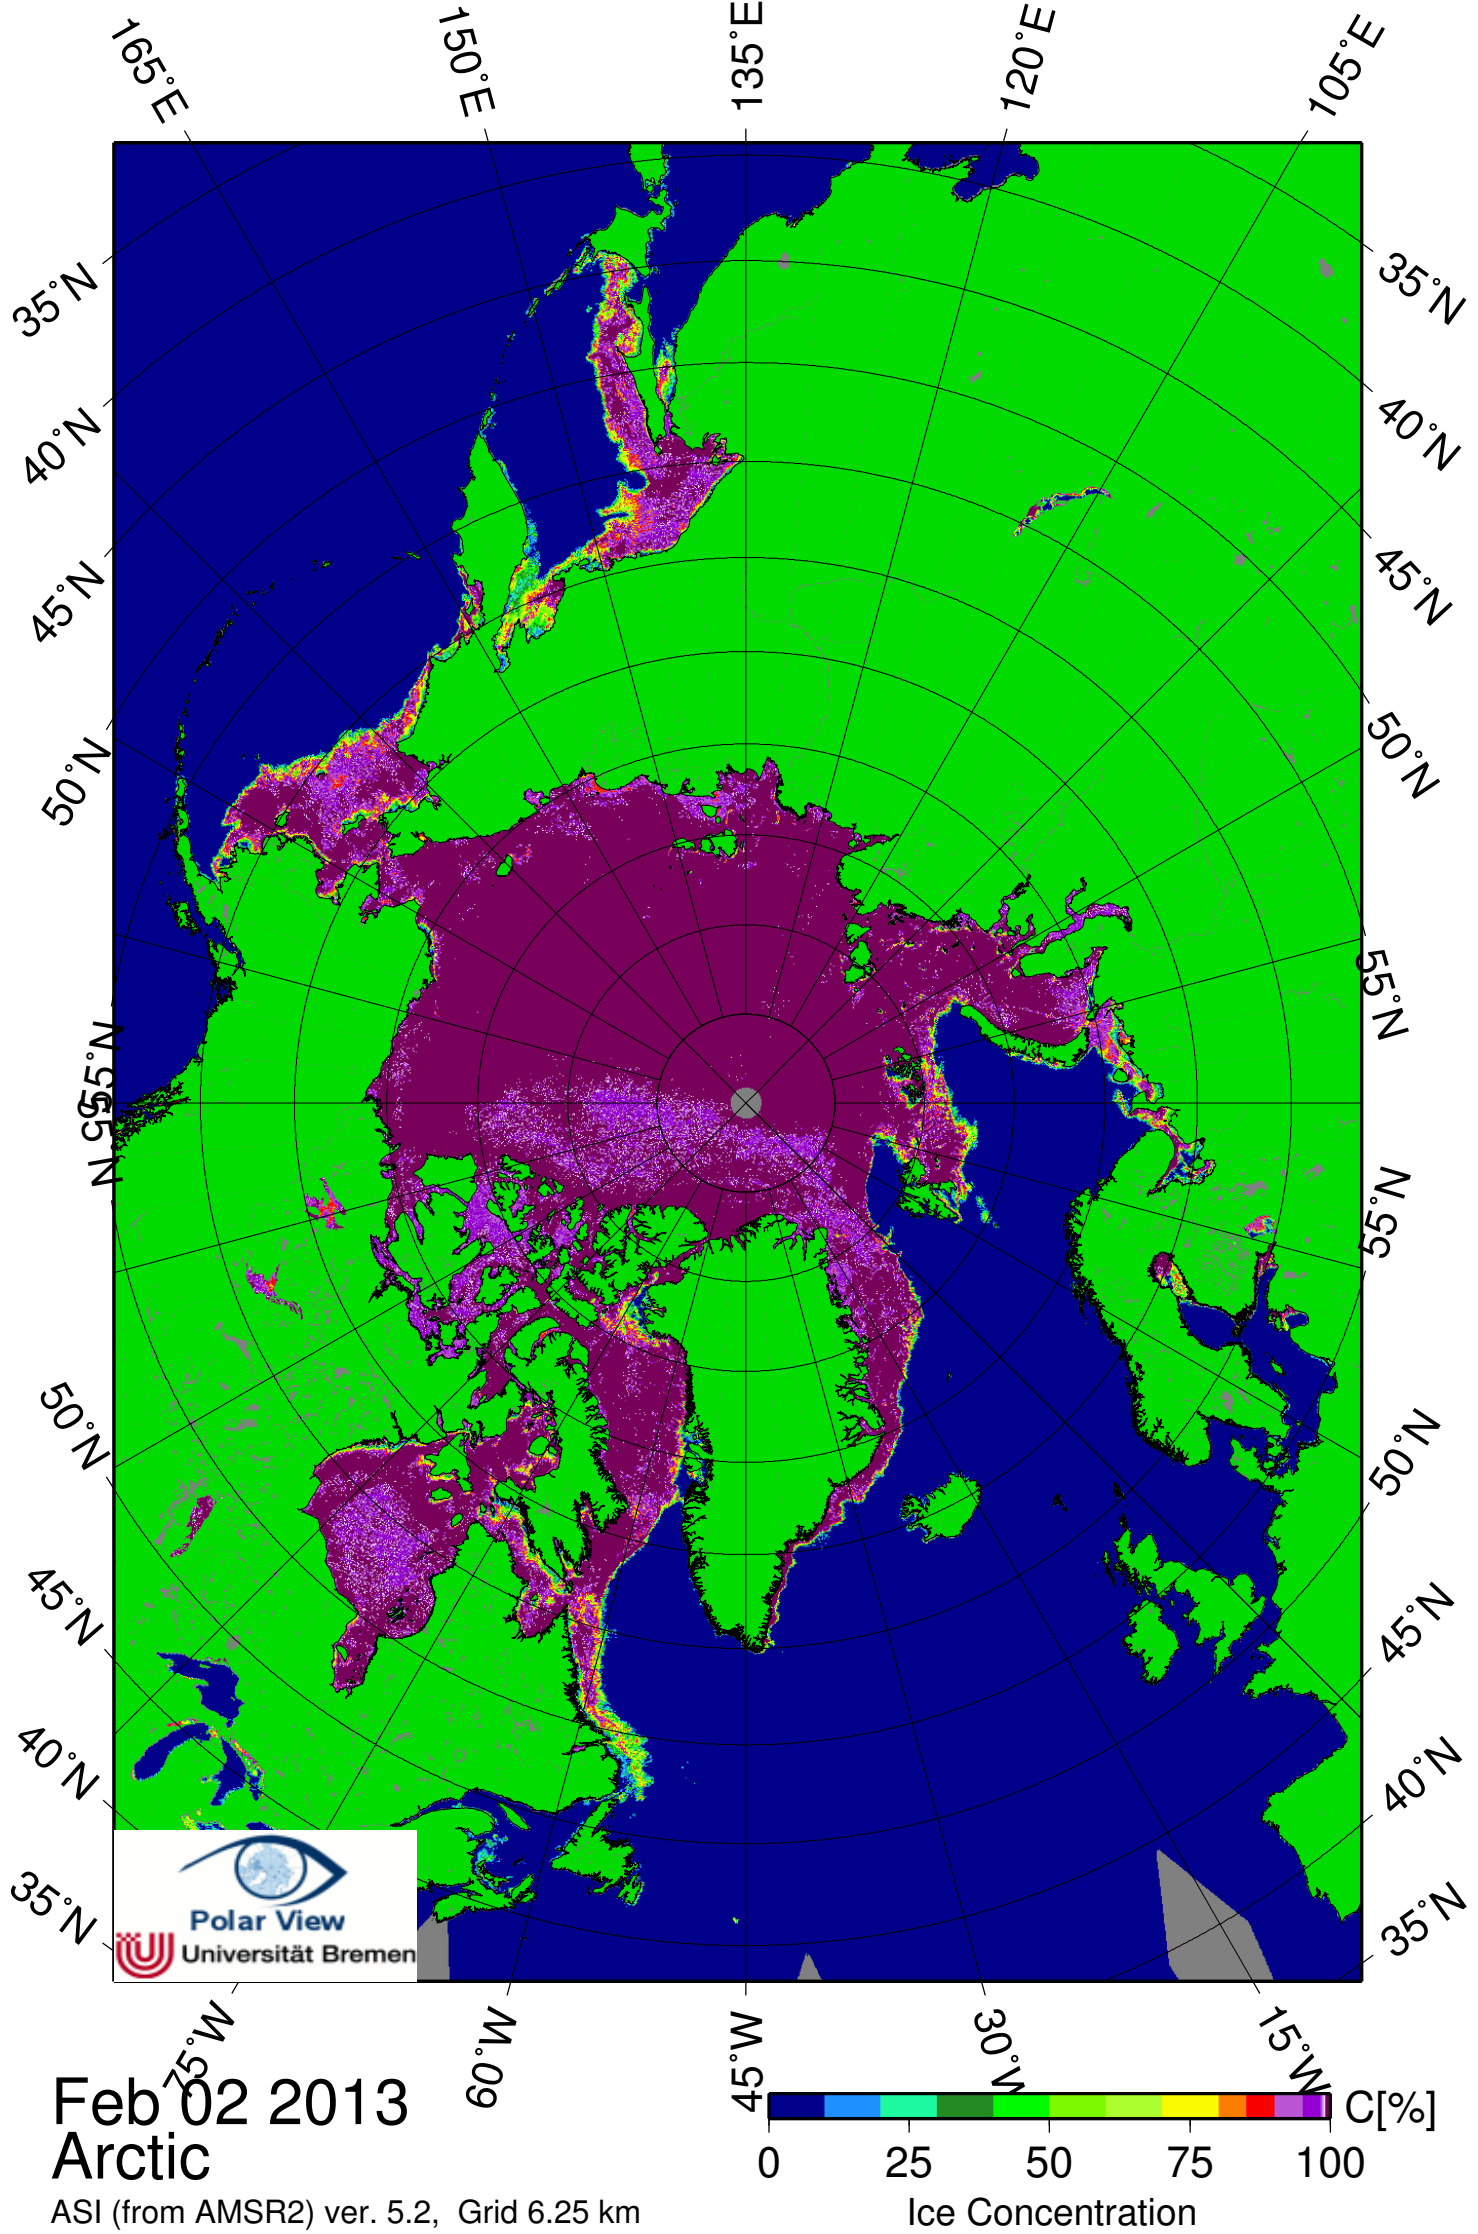 165°E 150°E 135°E 120°E 105°E
35°N 35°N
40°N 40°N
45°N 45°N
50°N 50°N
55°N 55°N
55°N 55°N
50°N 50°N
45°N 45°N
40°N 40°N
35°N 35°N
Polar View
Universität Bremen
75°W 60°W 45°W 30°W 15°W
Feb 02 2013
Arctic
ASI (from AMSR2) ver. 5.2, Grid 6.25 km
C[%]
0 25 50 75 100
Ice Concentration